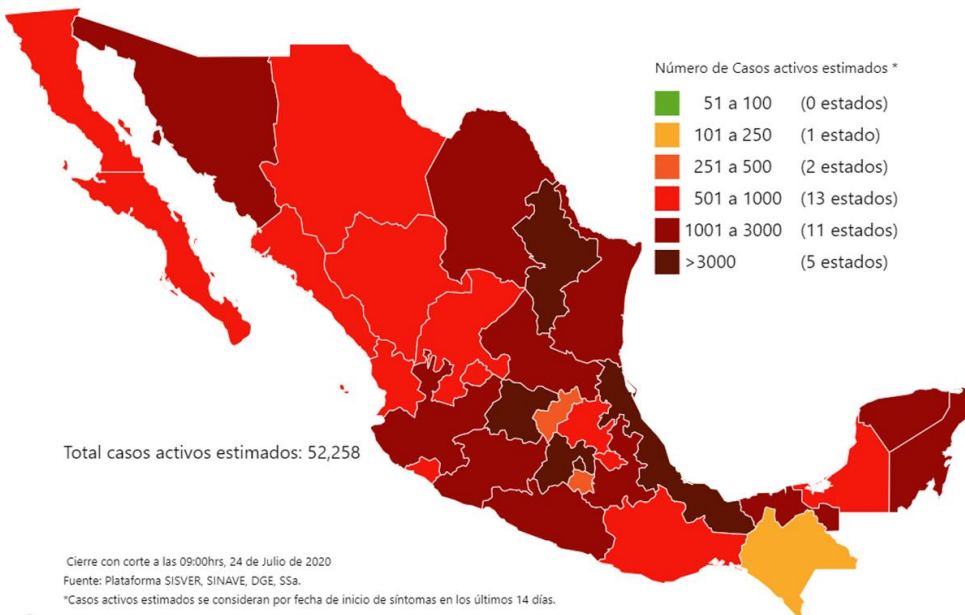 Número de Casos activos estimados *
51 a 100 (0 estados)
101 a 250 (1 estado)
251 a 500 (2 estados)
501 a 1000 (13 estados)
1001 a 3000 (11 estados)
>3000 (5 estados)
Total casos activos estimados: 52,258
Cierre con corte a las 09:00hrs, 24 de Julio de 2020
Fuente: Plataforma SISVER, SINAVE, DGE, SSa.
*Casos activos estimados se consideran por fecha de inicio de síntomas en los últimos 14 días.